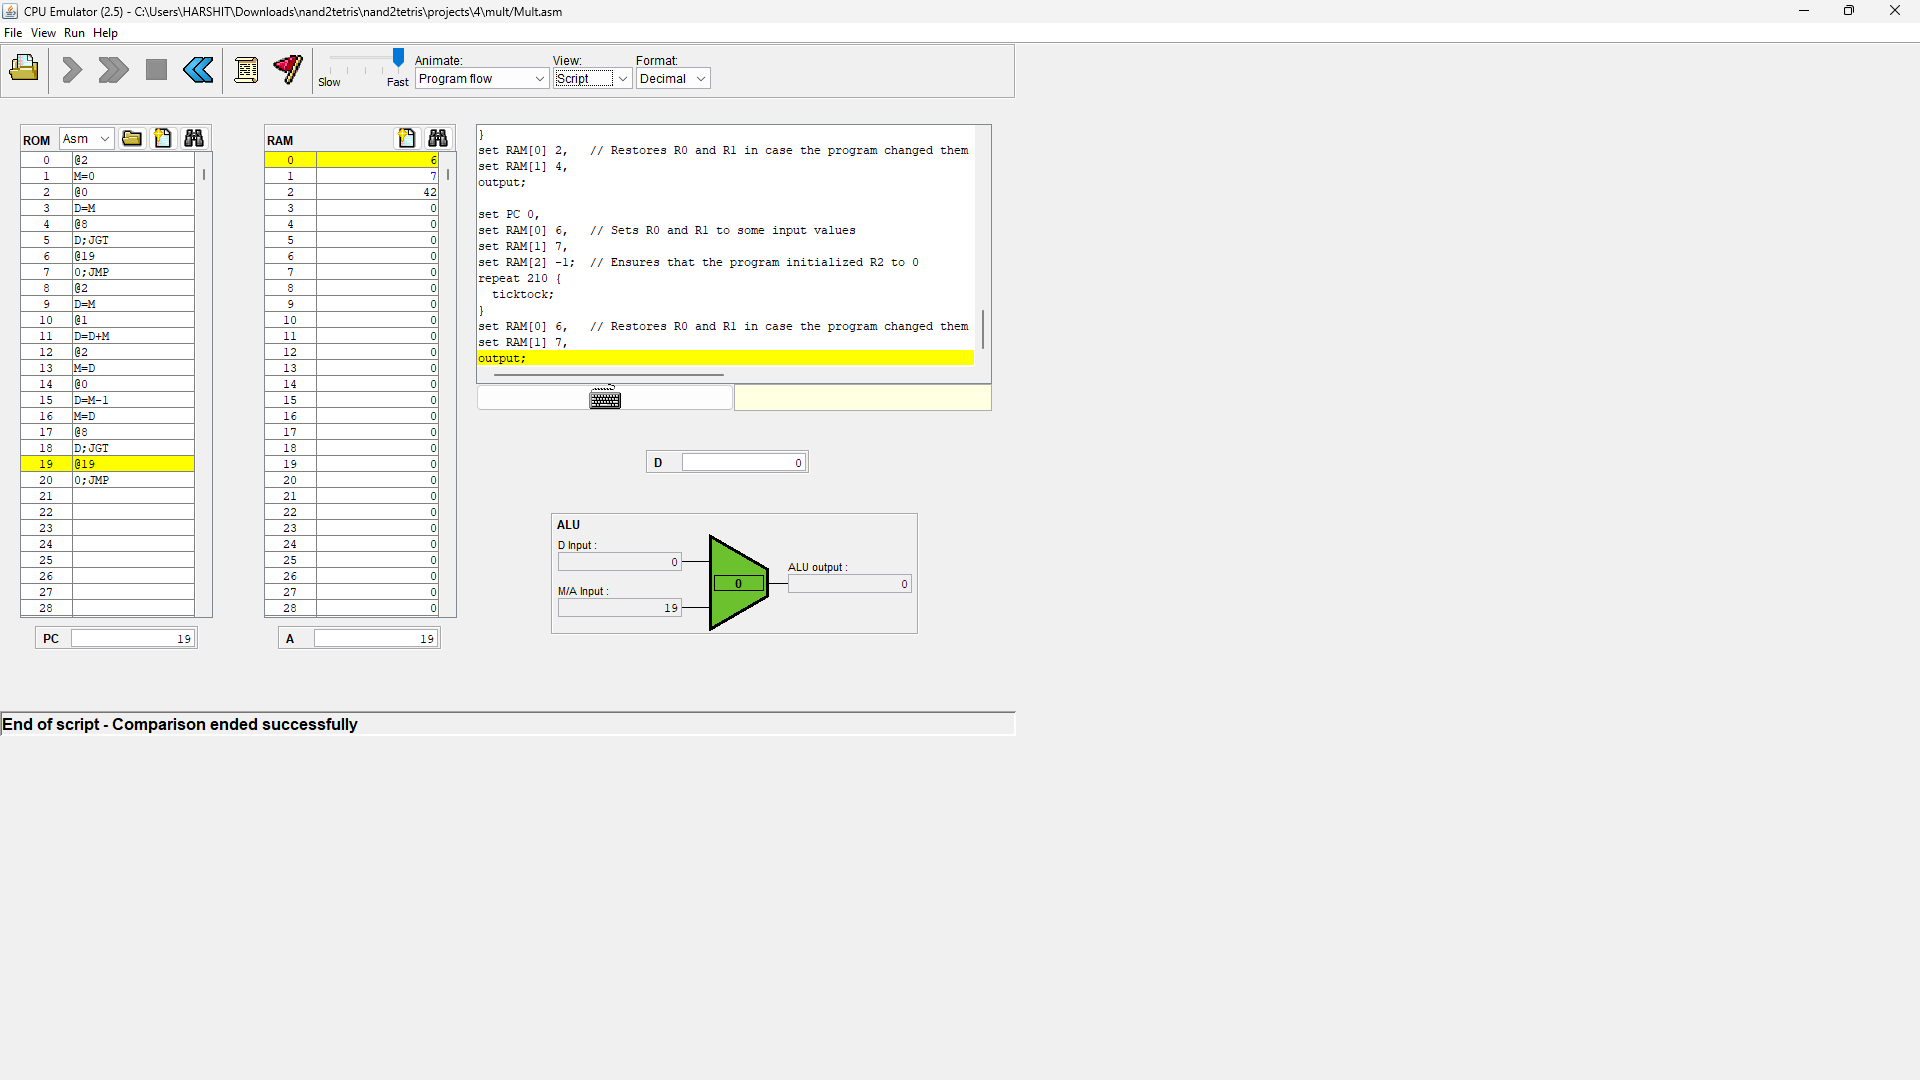 CPU Emulator (2.5) - C:\Users\HARSHIT\Downloads\nand2tetris\nand2tetris\projects\4\mult/Mult.asm
File View Run Help
Slow Fast
Animate: View: Format:
Program flow Script Decimal
ROM Asm
0 @2
1 M=0
2 @0
3 D=M
4 @8
5 D;JGT
6 @19
7 0;JMP
8 @2
9 D=M
10 @1
11 D=D+M
12 @2
13 M=D
14 @0
15 D=M-1
16 M=D
17 @8
18 D;JGT
19 @19
20 0;JMP
21
22
23
24
25
26
27
28
PC 19
RAM
0 6
1 7
2 42
3 0
4 0
5 0
6 0
7 0
8 0
9 0
10 0
11 0
12 0
13 0
14 0
15 0
16 0
17 0
18 0
19 0
20 0
21 0
22 0
23 0
24 0
25 0
26 0
27 0
28 0
A 19
}
set RAM[0] 2, // Restores R0 and R1 in case the program changed them
set RAM[1] 4,
output;
set PC 0,
set RAM[0] 6, // Sets R0 and R1 to some input values
set RAM[1] 7,
set RAM[2] -1; // Ensures that the program initialized R2 to 0
repeat 210 {
ticktock;
}
set RAM[0] 6, // Restores R0 and R1 in case the program changed them
set RAM[1] 7,
output;
D 0
ALU
D Input :
0
M/A Input :
19
0
ALU output :
0
End of script - Comparison ended successfully